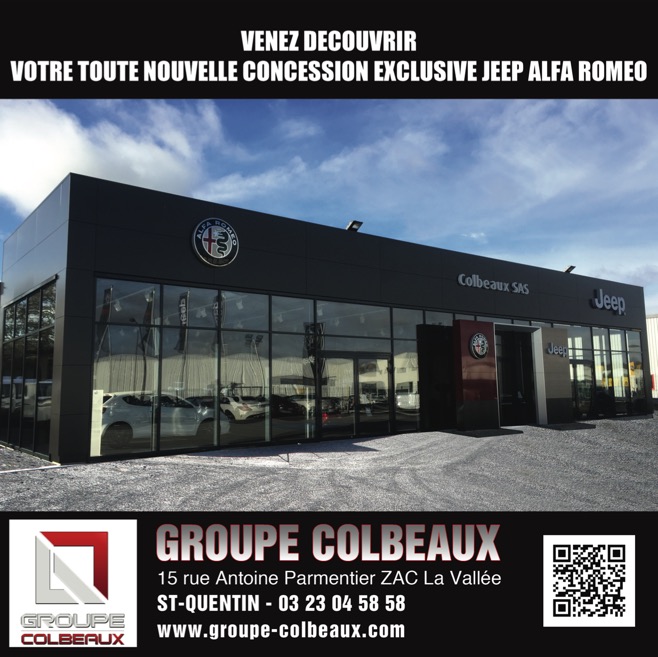 VENEZ DECOUVRIR
VOTRE TOUTE NOUVELLE CONCESSION EXCLUSIVE JEEP ALFA ROMEO
ALFA ROMEO
Colbeaux SAS
Jeep
Jeep
GROUPE COLBEAUX
15 rue Antoine Parmentier ZAC La Vallée
ST-QUENTIN - 03 23 04 58 58
www.groupe-colbeaux.com
GROUPE
COLBEAUX